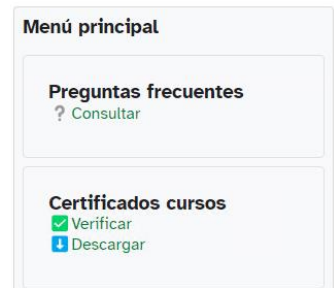 Menú principal
Preguntas frecuentes
❔ Consultar
Certificados cursos
✅ Verificar
⬇️ Descargar